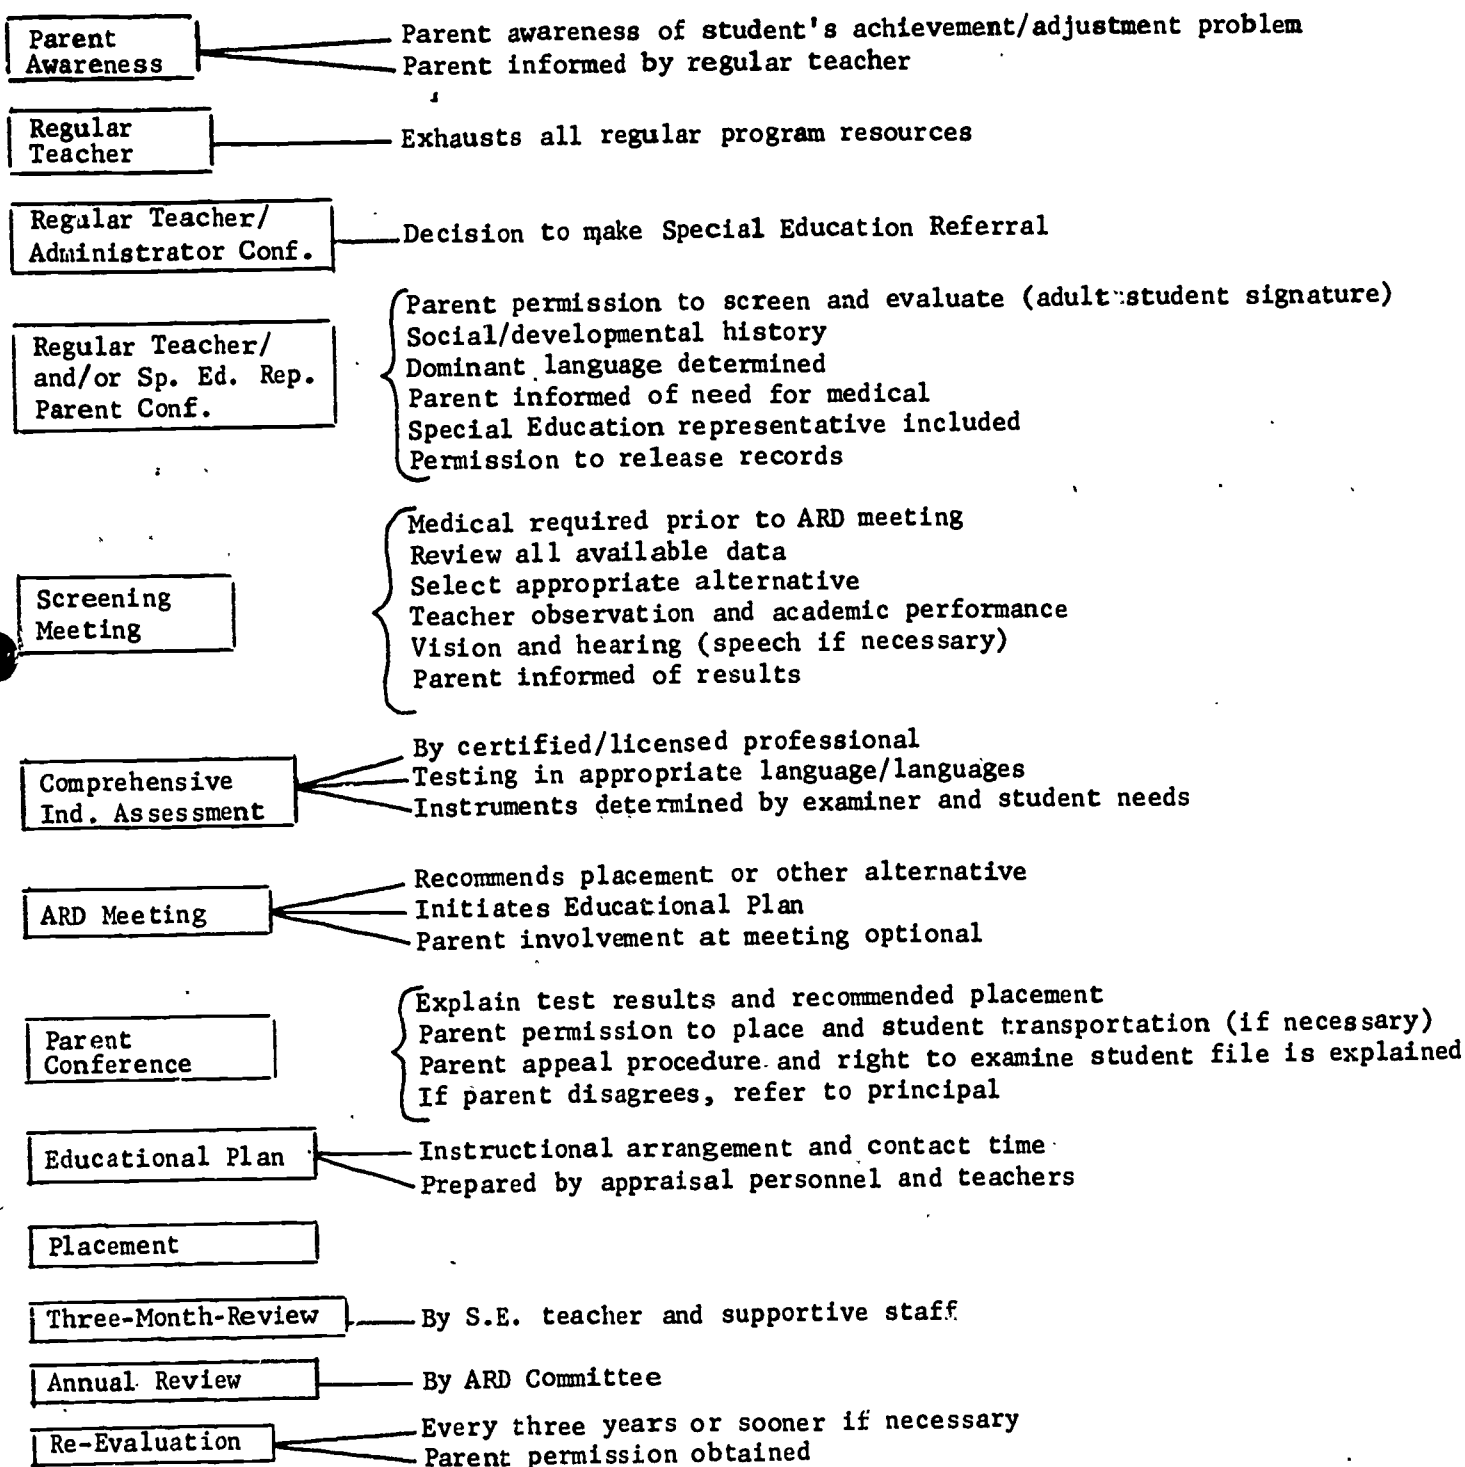 Parent
Awareness
Parent awareness of student's achievement/adjustment problem
Parent informed by regular teacher
Regular
Teacher
Exhausts all regular program resources
Regular Teacher/
Administrator Conf.
Decision to make Special Education Referral
Regular Teacher/
and/or Sp. Ed. Rep.
Parent Conf.
Parent permission to screen and evaluate (adult student signature)
Social/developmental history
Dominant language determined
Parent informed of need for medical
Special Education representative included
Permission to release records
Screening
Meeting
Medical required prior to ARD meeting
Review all available data
Select appropriate alternative
Teacher observation and academic performance
Vision and hearing (speech if necessary)
Parent informed of results
Comprehensive
Ind. Assessment
By certified/licensed professional
Testing in appropriate language/languages
Instruments determined by examiner and student needs
ARD Meeting
Recommends placement or other alternative
Initiates Educational Plan
Parent involvement at meeting optional
Parent
Conference
Explain test results and recommended placement
Parent permission to place and student transportation (if necessary)
Parent appeal procedure and right to examine student file is explained
If parent disagrees, refer to principal
Educational Plan
Instructional arrangement and contact time
Prepared by appraisal personnel and teachers
Placement
Three-Month-Review
By S.E. teacher and supportive staff
Annual Review
By ARD Committee
Re-Evaluation
Every three years or sooner if necessary
Parent permission obtained